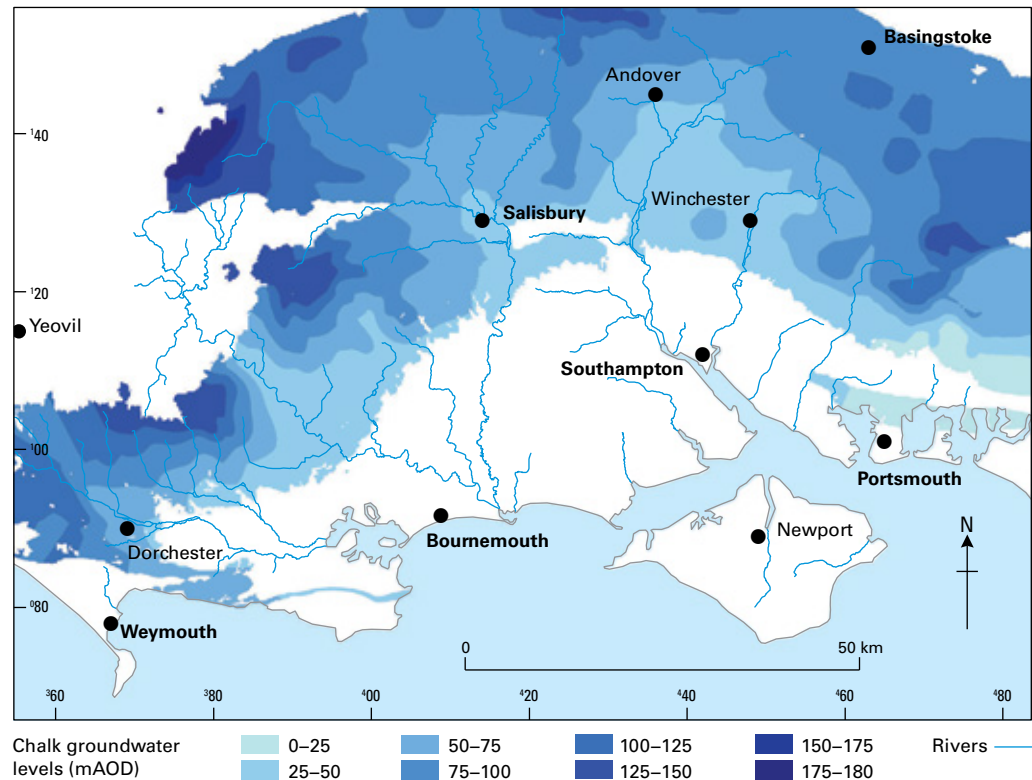 Basingstoke
Andover
¹40
Winchester
Salisbury
¹20
Yeovil
Southampton
¹00
Portsmouth
N
Newport
Bournemouth
Dorchester
⁰80
Weymouth
0 50 km
³60 ³80 ⁴00 ⁴20 ⁴40 ⁴60 ⁴80
Chalk groundwater 0–25 50–75 100–125 150–175 Rivers
levels (mAOD) 25–50 75–100 125–150 175–180